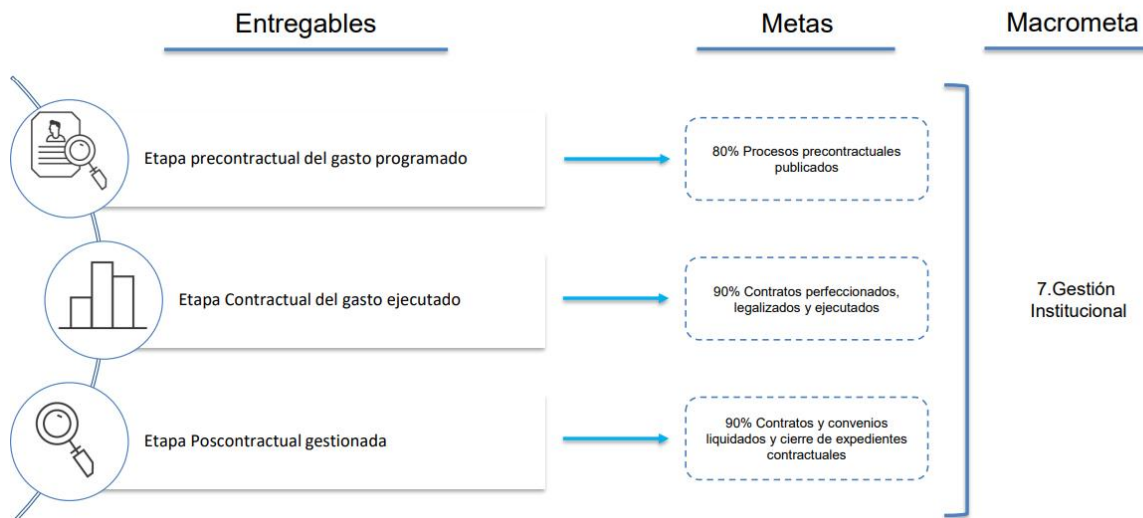 Entregables
Metas
Macrometa
Etapa precontractual del gasto programado
80% Procesos precontractuales
publicados
Etapa Contractual del gasto ejecutado
90% Contratos perfeccionados,
legalizados y ejecutados
7.Gestión
Institucional
Etapa Poscontractual gestionada
90% Contratos y convenios
liquidados y cierre de expedientes
contractuales